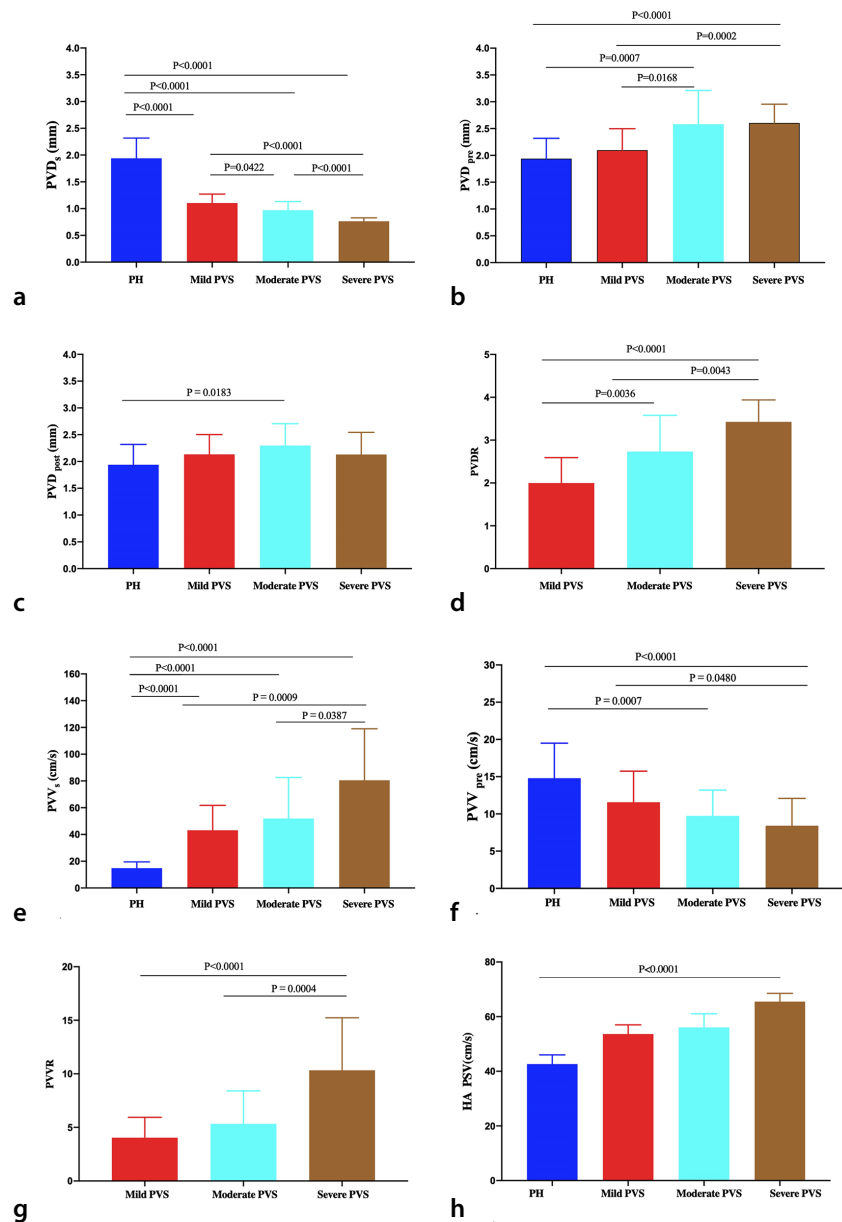 P<0.0001
P<0.0001
P<0.0001
P<0.0001
P=0.0422
P<0.0001
PVDs (mm)
4.0
3.5
3.0
2.5
2.0
1.5
1.0
0.5
0.0
PH Mild PVS Moderate PVS Severe PVS
a
P<0.0001
P=0.0002
P=0.0007
P=0.0168
PVD pre (mm)
4.0
3.5
3.0
2.5
2.0
1.5
1.0
0.5
0.0
PH Mild PVS Moderate PVS Severe PVS
b
P = 0.0183
PVD post (mm)
4.0
3.5
3.0
2.5
2.0
1.5
1.0
0.5
0.0
PH Mild PVS Moderate PVS Severe PVS
c
P<0.0001
P=0.0043
P=0.0036
PVDR
5
4
3
2
1
0
Mild PVS Moderate PVS Severe PVS
d
P<0.0001
P<0.0001
P<0.0001
P = 0.0009
P = 0.0387
PVVs (cm/s)
160
140
120
100
80
60
40
20
0
PH Mild PVS Moderate PVS Severe PVS
e
P<0.0001
P = 0.0480
P = 0.0007
PVV pre (cm/s)
30
25
20
15
10
5
0
PH Mild PVS Moderate PVS Severe PVS
f
P<0.0001
P = 0.0004
PVVR
20
15
10
5
0
Mild PVS Moderate PVS Severe PVS
g
P<0.0001
HA PSV(cm/s)
80
60
40
20
0
PH Mild PVS Moderate PVS Severe PVS
h